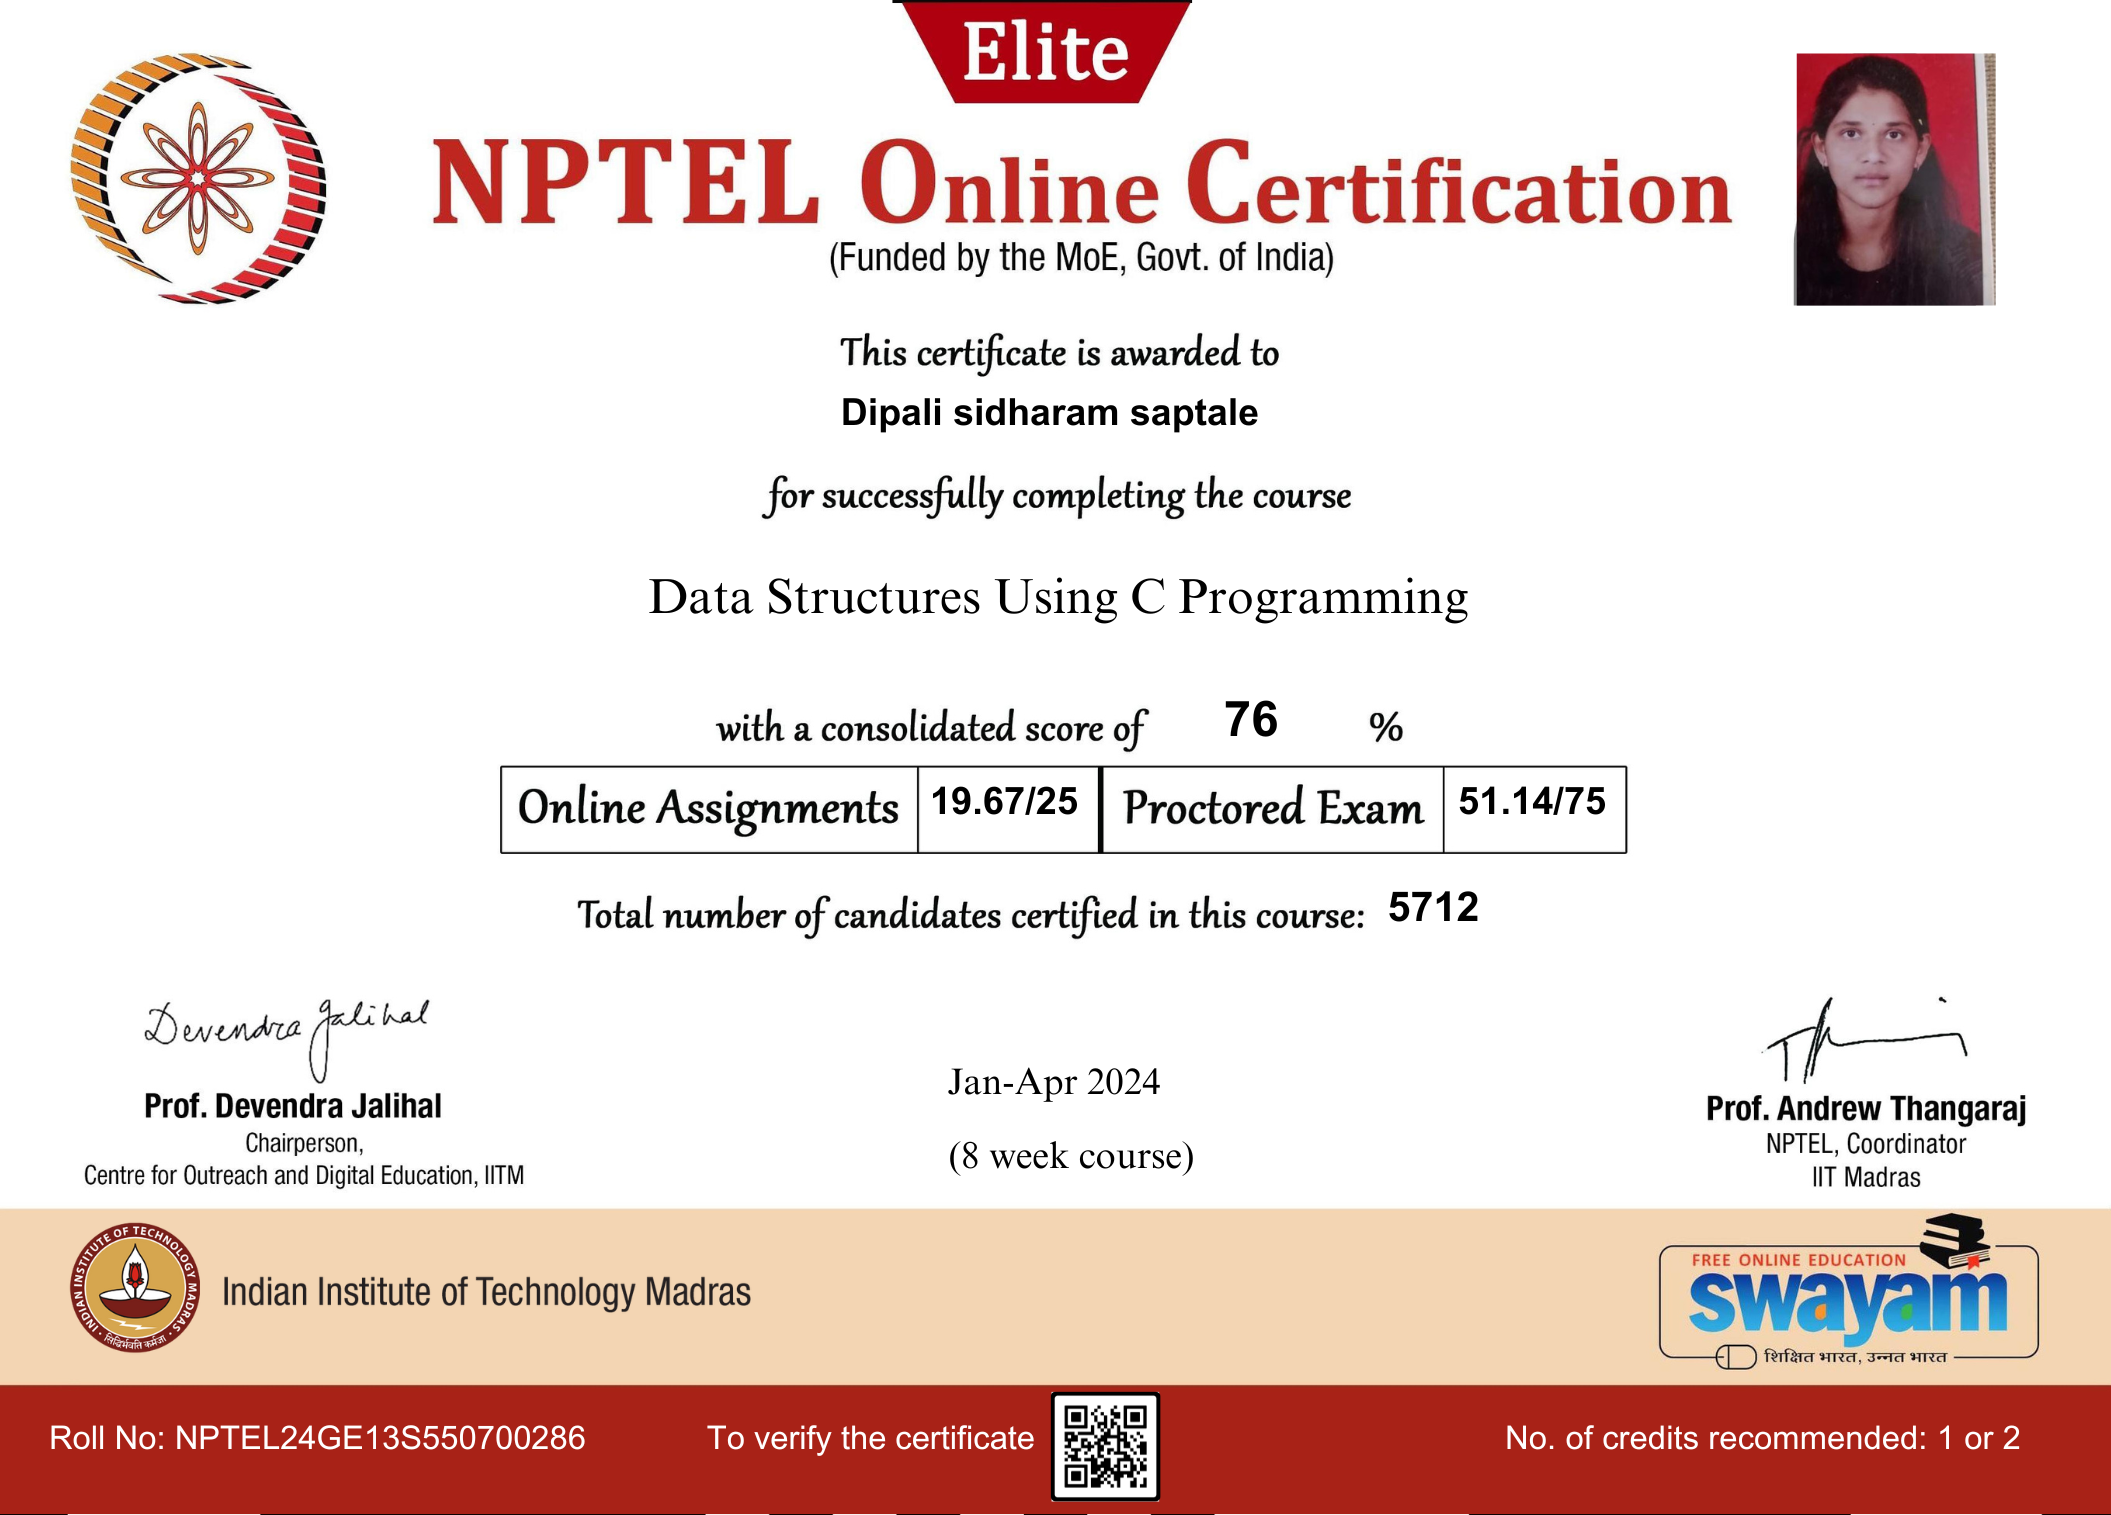 Elite
NPTEL Online Certification
(Funded by the MoE, Govt. of India)
This certificate is awarded to
Dipali sidharam saptale
for successfully completing the course
Data Structures Using C Programming
with a consolidated score of 76 %
Online Assignments 19.67/25 Proctored Exam 51.14/75
Total number of candidates certified in this course: 5712
Devendra Jalihal
Prof. Devendra Jalihal
Chairperson,
Centre for Outreach and Digital Education, IITM
Jan-Apr 2024
(8 week course)
Prof. Andrew Thangaraj
NPTEL, Coordinator
IIT Madras
INDIAN INSTITUTE OF TECHNOLOGY MADRAS
सिद्धिर्भवति कर्मजा
Indian Institute of Technology Madras
FREE ONLINE EDUCATION
swayam
शिक्षित भारत, उन्नत भारत
Roll No: NPTEL24GE13S550700286
To verify the certificate
No. of credits recommended: 1 or 2